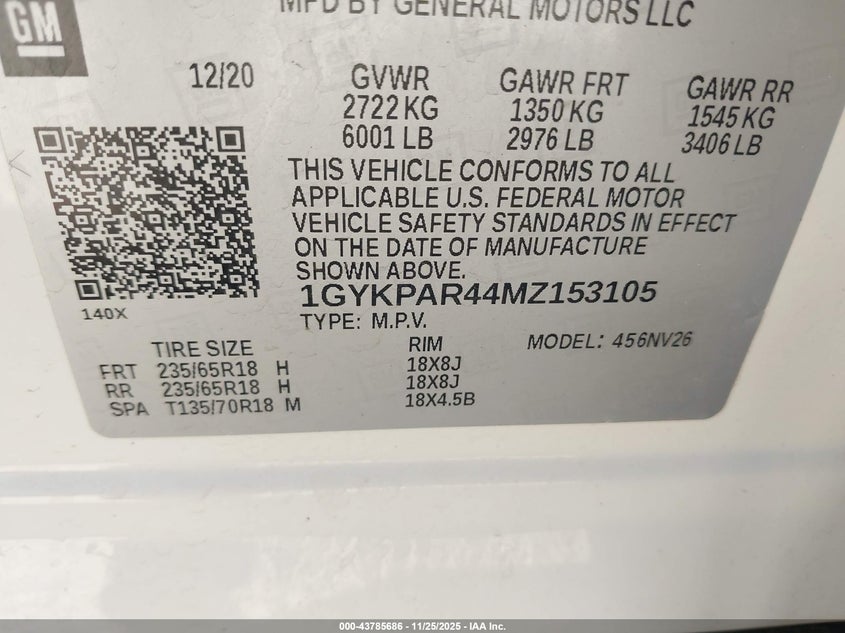 GM
MFD BY GENERAL MOTORS LLC
12/20 GVWR GAWR FRT GAWR RR
2722 KG 1350 KG 1545 KG
6001 LB 2976 LB 3406 LB
THIS VEHICLE CONFORMS TO ALL
APPLICABLE U.S. FEDERAL MOTOR
VEHICLE SAFETY STANDARDS IN EFFECT
ON THE DATE OF MANUFACTURE
SHOWN ABOVE.
1GYKPAR44MZ153105
140X
TYPE: M.P.V.
TIRE SIZE RIM MODEL: 456NV26
FRT 235/65R18 H 18X8J
RR 235/65R18 H 18X8J
SPA T135/70R18 M 18X4.5B
000-43785686 - 11/25/2025 - IAA Inc.